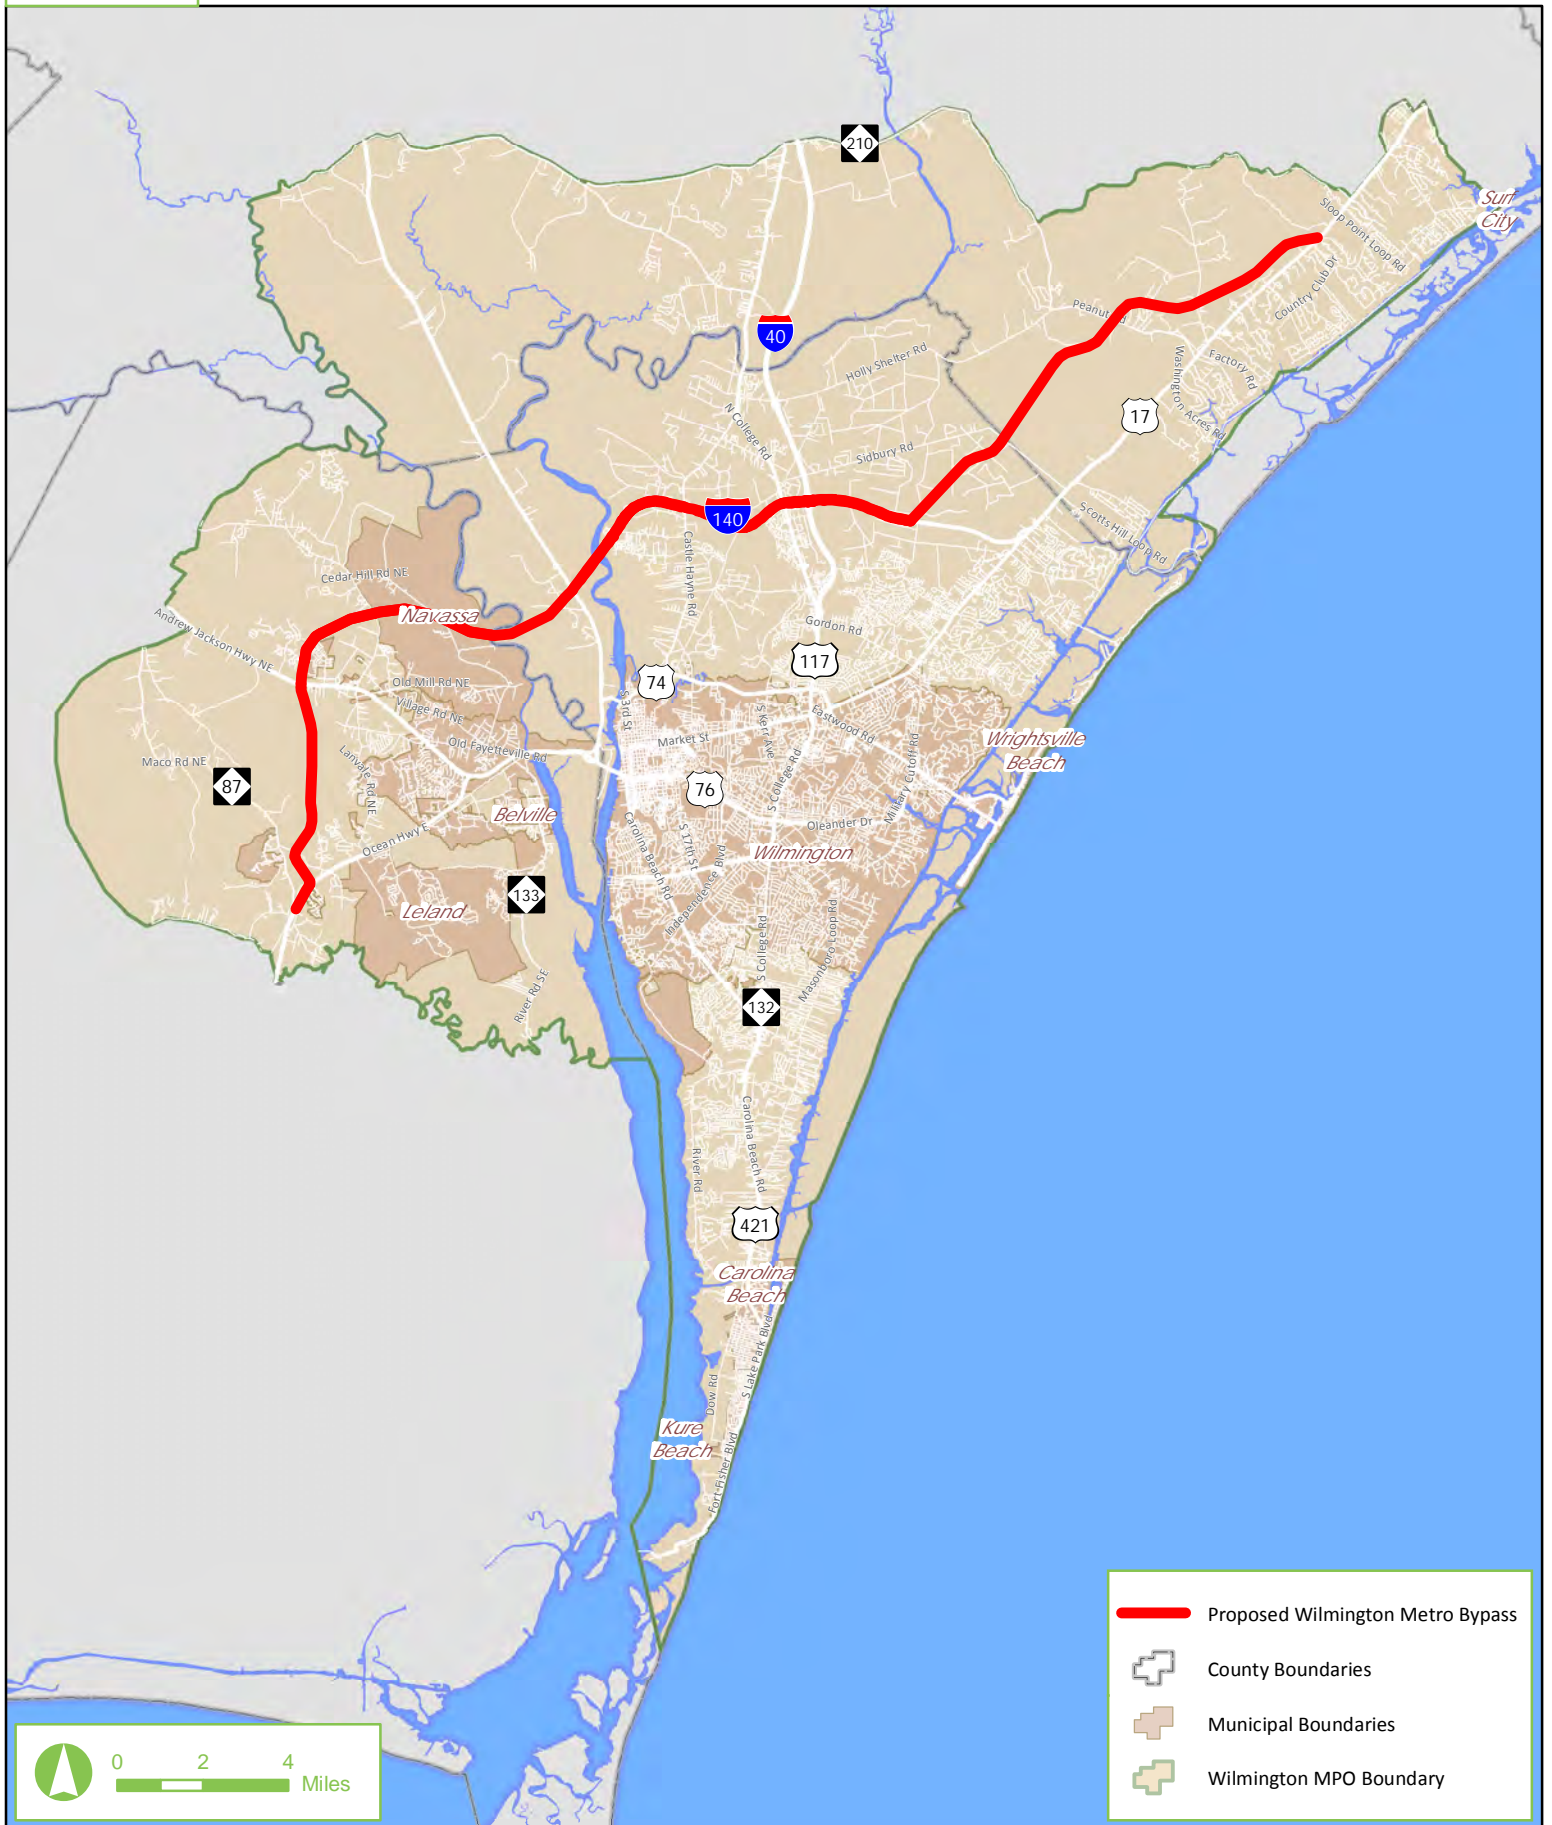 210
Surf
City
Sloop Point Loop Rd
Country Club Dr
Peanut Rd
40
Holly Shelter Rd
Washington Acres Rd
Factory Rd
17
N College Rd
Sidbury Rd
140
Scotts Hill Loop Rd
Castle Hayne Rd
Cedar Hill Rd NE
Navassa
Andrew Jackson Hwy NE
Gordon Rd
117
74
Old Mill Rd NE
Village Rd NE
S 3rd St
S Kerr Ave
Eastwood Rd
Market St
Old Fayetteville Rd
Wrightsville
Beach
Maco Rd NE
Lanvale Rd NE
87
76
S College Rd
Military Cutoff Rd
Belville
Oleander Dr
Ocean Hwy E
Carolina Beach Rd
S 17th St
Wilmington
Independence Blvd
133
Leland
S College Rd
Masonboro Loop Rd
River Rd SE
132
Carolina Beach Rd
River Rd
421
Carolina
Beach
S Lake Park Blvd
Dow Rd
Kure
Beach
Fort Fisher Blvd
Proposed Wilmington Metro Bypass
County Boundaries
Municipal Boundaries
Wilmington MPO Boundary
0 2 4
Miles